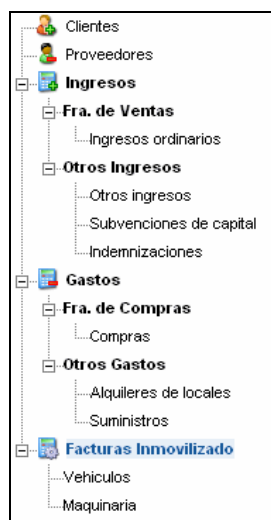 Clientes
Proveedores
Ingresos
Fra. de Ventas
Ingresos ordinarios
Otros Ingresos
Otros ingresos
Subvenciones de capital
Indemnizaciones
Gastos
Fra. de Compras
Compras
Otros Gastos
Alquileres de locales
Suministros
Facturas Inmovilizado
Vehiculos
Maquinaria